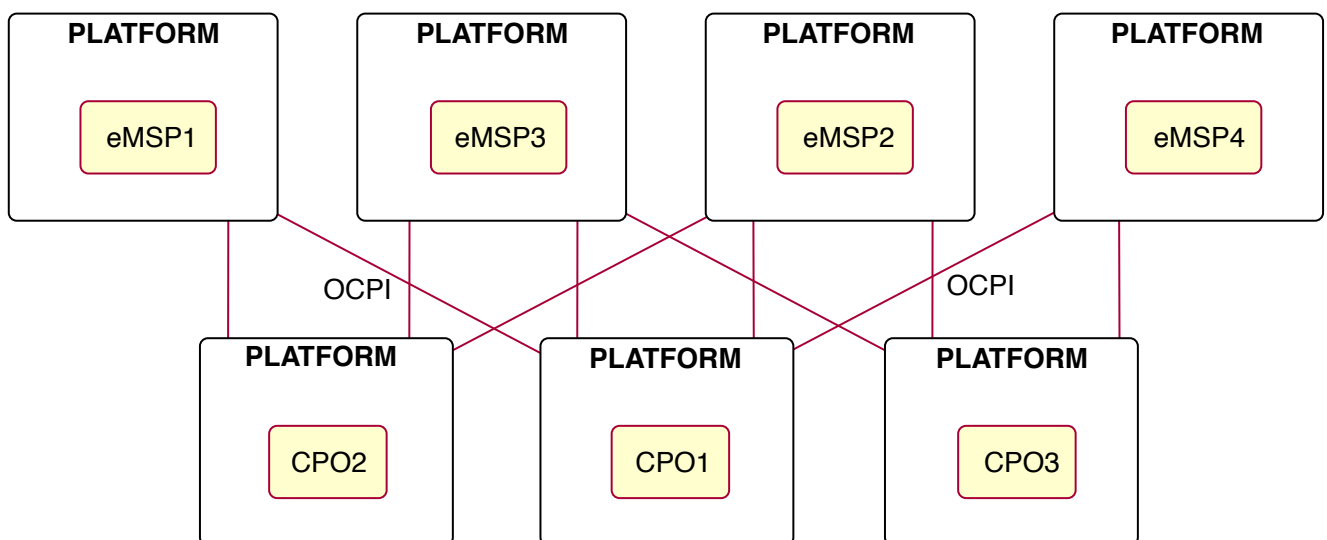 PLATFORM
PLATFORM
PLATFORM
PLATFORM
eMSP1
eMSP3
eMSP2
eMSP4
OCPI
OCPI
PLATFORM
PLATFORM
PLATFORM
CPO2
CPO1
CPO3